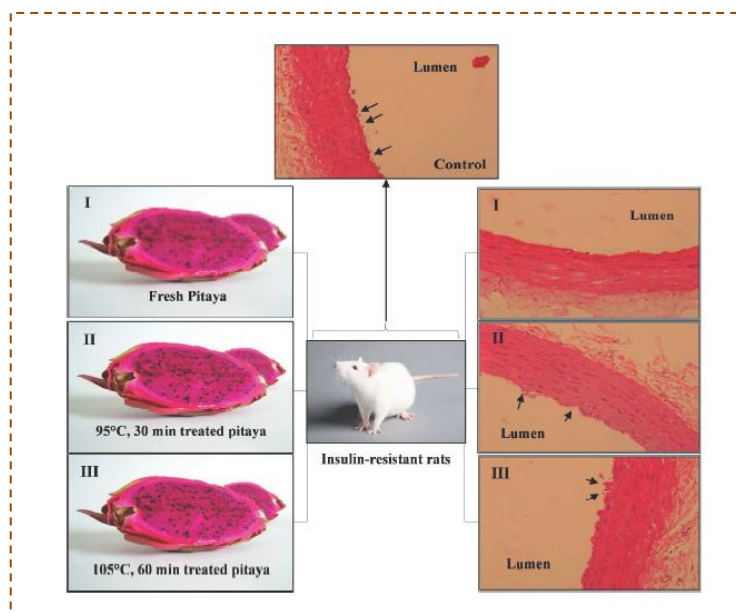 Lumen
Control
I
Fresh Pitaya
II
95°C, 30 min treated pitaya
III
105°C, 60 min treated pitaya
Insulin-resistant rats
I
Lumen
II
Lumen
III
Lumen